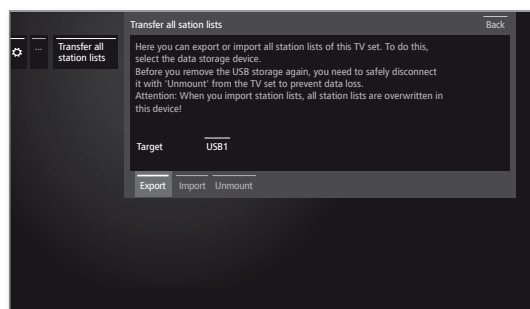 Transfer all sation lists
Back
...
Transfer all
station lists
Here you can export or import all station lists of this TV set. To do this,
select the data storage device.
Before you remove the USB storage again, you need to safely disconnect
it with 'Unmount' from the TV set to prevent data loss.
Attention: When you import station lists, all station lists are overwritten in
this device!
Target USB1
Export Import Unmount